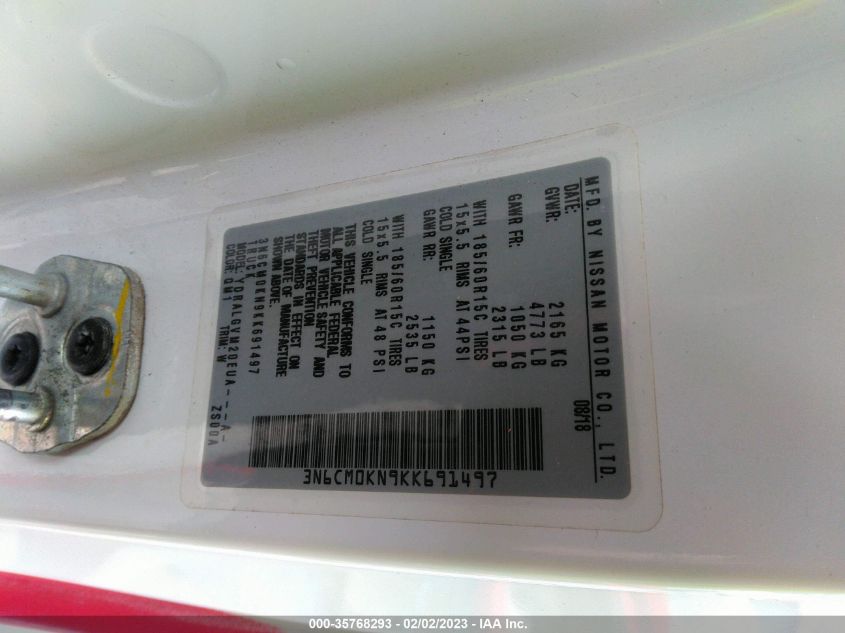 MFD. BY NISSAN MOTOR CO., LTD.
DATE: 08/18
GVWR: 2165 KG
4773 LB
GAWR FR: 1050 KG
2315 LB
WITH 185/60R15C TIRES
15x5.5 RIMS AT 44PSI
COLD SINGLE
GAWR RR: 1150 KG
2535 LB
WITH 185/60R15C TIRES
15x5.5 RIMS AT 48 PSI
COLD SINGLE
THIS VEHICLE CONFORMS TO
ALL APPLICABLE FEDERAL
MOTOR VEHICLE SAFETY AND
THEFT PREVENTION
STANDARDS IN EFFECT ON
THE DATE OF MANUFACTURE
SHOWN ABOVE.
3N6CM0KN9KK691497
TRUCK
MODEL: YDRALGVM20EUA----A-
COLOR: QM1 TRIM: W ZS00A
3N6CM0KN9KK691497
000-35768293 - 02/02/2023 - IAA Inc.